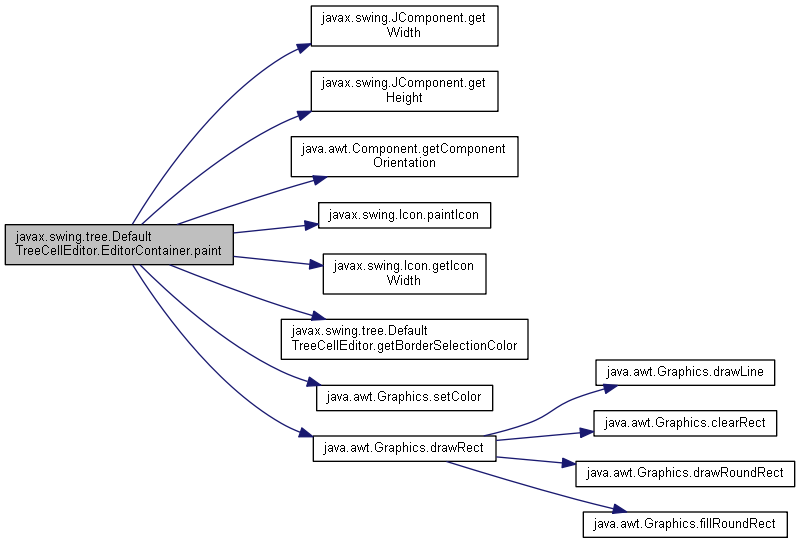 javax.swing.JComponent.get
Width
javax.swing.JComponent.get
Height
java.awt.Component.getComponent
Orientation
javax.swing.Icon.paintIcon
javax.swing.tree.Default
TreeCellEditor.EditorContainer.paint
javax.swing.Icon.getIcon
Width
javax.swing.tree.Default
TreeCellEditor.getBorderSelectionColor
java.awt.Graphics.setColor
java.awt.Graphics.drawRect
java.awt.Graphics.drawLine
java.awt.Graphics.clearRect
java.awt.Graphics.drawRoundRect
java.awt.Graphics.fillRoundRect